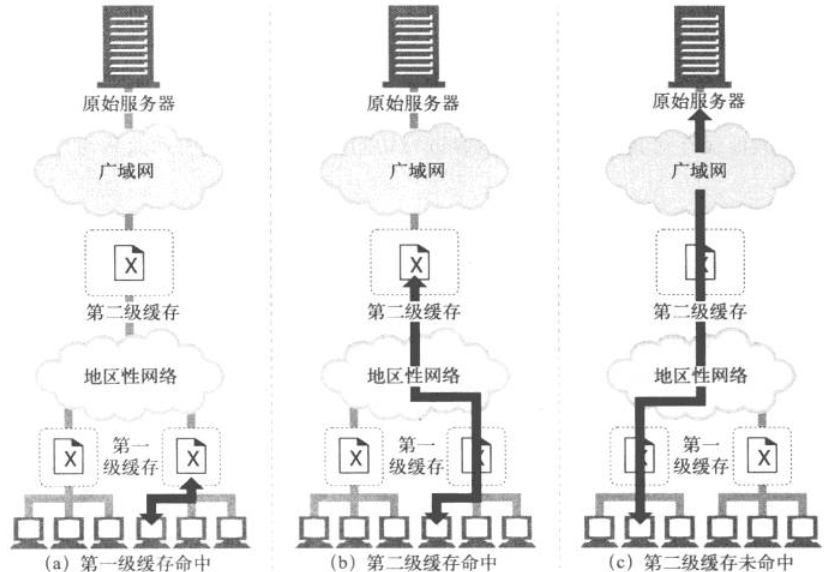 原始服务器
广域网
X
第二级缓存
地区性网络
X
第一
级缓存
X
(a) 第一级缓存命中
原始服务器
广域网
X
第二级缓存
地区性网络
X
第一
级缓存
X
(b) 第二级缓存命中
原始服务器
广域网
X
第二级缓存
地区性网络
X
第一
级缓存
X
(c) 第二级缓存未命中